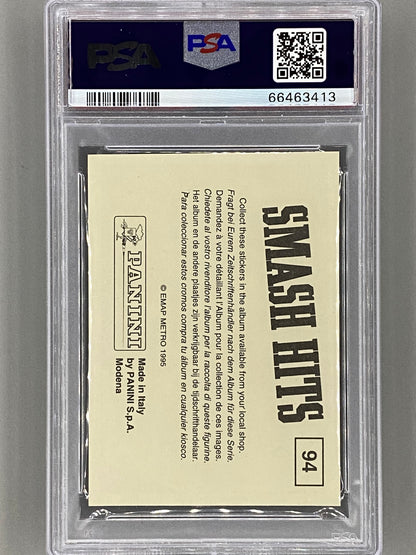 PSA
PSA
66463413
SMASH HITS
94
Collect these stickers in the album available from your local shop.
Fragt bei Eurem Zeitschriftenhändler nach dem Album für diese Serie.
Demandez à votre détaillant l'Album pour la collection de ces images.
Chiedete al vostro rivenditore l'album per la raccolta di queste figurine.
Het album en de andere plaatjes zijn verkrijgbaar bij de tijdschrifthandelaar.
Para coleccionar estos cromos compra tu álbum en cualquier kiosco.
© EMAP METRO 1995
PANINI
Made in Italy
by PANINI S.p.A.
Modena
PSA